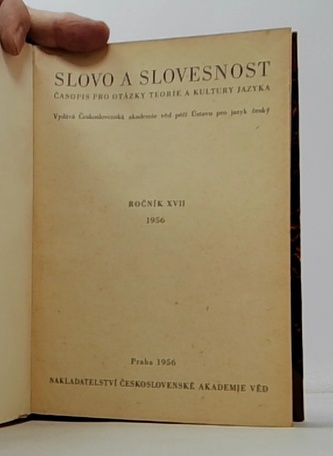 SLOVO A SLOVESNOST
ČASOPIS PRO OTÁZKY TEORIE A KULTURY JAZYKA
Vydává Československá akademie věd péčí Ústavu pro jazyk český
ROČNÍK XVII
1956
Praha 1956
NAKLADATELSTVÍ ČESKOSLOVENSKÉ AKADEMJE VĚD